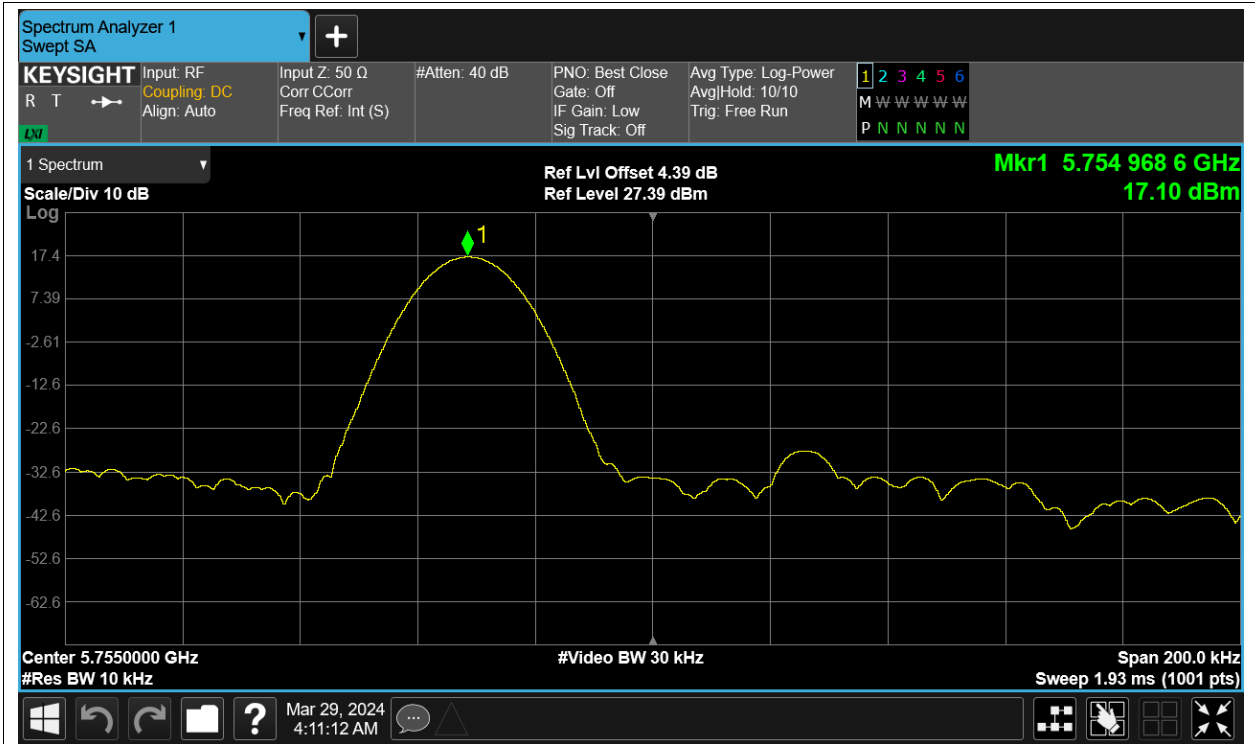 Spectrum Analyzer 1
Swept SA
KEYSIGHT
R T
LXI
Input: RF
Coupling: DC
Align: Auto
Input Z: 50 Ω
Corr CCorr
Freq Ref: Int (S)
#Atten: 40 dB
PNO: Best Close
Gate: Off
IF Gain: Low
Sig Track: Off
Avg Type: Log-Power
Avg|Hold: 10/10
Trig: Free Run
1 2 3 4 5 6
M W W W W W
P N N N N N
1 Spectrum
Scale/Div 10 dB
Log
Ref Lvl Offset 4.39 dB
Ref Level 27.39 dBm
Mkr1 5.754 968 6 GHz
17.10 dBm
1
17.4
7.39
-2.61
-12.6
-22.6
-32.6
-42.6
-52.6
-62.6
Center 5.7550000 GHz
#Video BW 30 kHz
Span 200.0 kHz
#Res BW 10 kHz
Sweep 1.93 ms (1001 pts)
?
Mar 29, 2024
4:11:12 AM